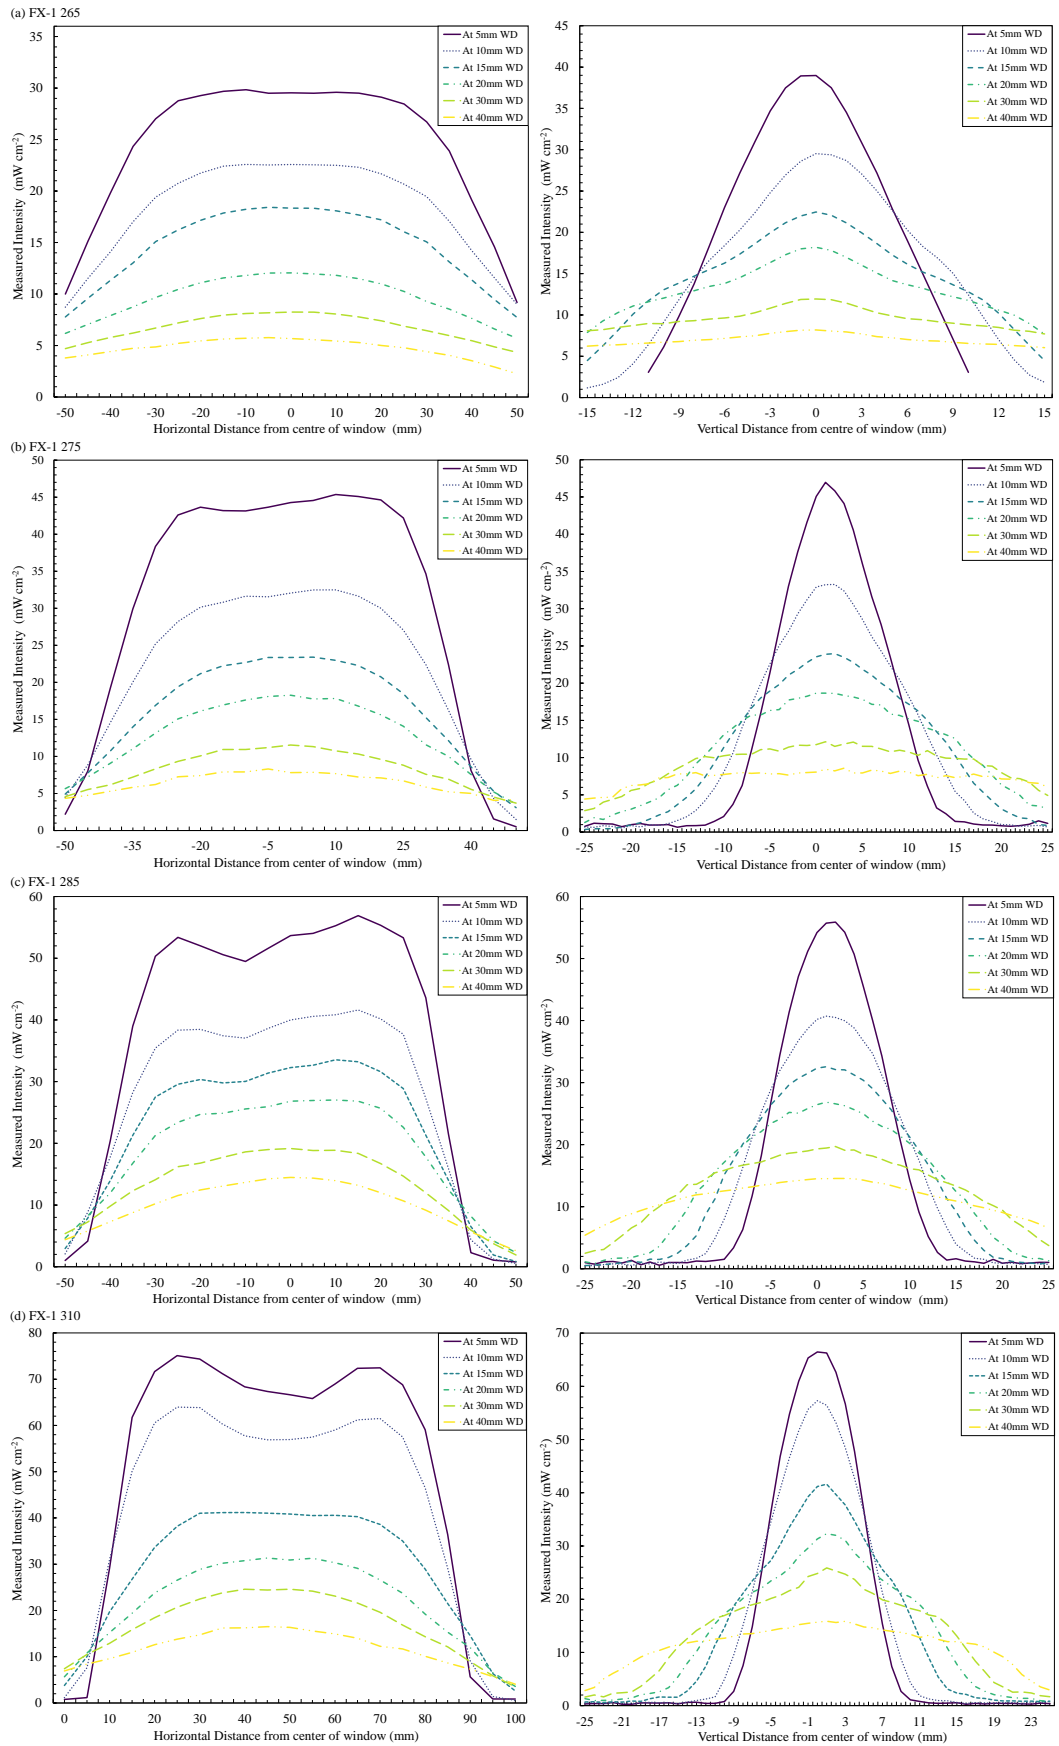 (a) FX-1 265
Measured Intensity (mW cm-2)
35
30
25
20
15
10
5
0
-50 -40 -30 -20 -10 0 10 20 30 40 50
Horizontal Distance from centre of window (mm)
At 5mm WD
At 10mm WD
At 15mm WD
At 20mm WD
At 30mm WD
At 40mm WD
Measured Intensity (mW cm-2)
45
40
35
30
25
20
15
10
5
0
-15 -12 -9 -6 -3 0 3 6 9 12 15
Vertical Distance from centre of window (mm)
At 5mm WD
At 10mm WD
At 15mm WD
At 20mm WD
At 30mm WD
At 40mm WD
(b) FX-1 275
Measured Intensity (mW cm-2)
50
45
40
35
30
25
20
15
10
5
0
-50 -35 -20 -5 10 25 40
Horizontal Distance from center of window (mm)
At 5mm WD
At 10mm WD
At 15mm WD
At 20mm WD
At 30mm WD
At 40mm WD
Measured Intensity (mW cm-2)
50
45
40
35
30
25
20
15
10
5
0
-25 -20 -15 -10 -5 0 5 10 15 20 25
Vertical Distance from center of window (mm)
At 5mm WD
At 10mm WD
At 15mm WD
At 20mm WD
At 30mm WD
At 40mm WD
(c) FX-1 285
Measured Intensity (mW cm-2)
60
50
40
30
20
10
0
-50 -40 -30 -20 -10 0 10 20 30 40 50
Horizontal Distance from center of window (mm)
At 5mm WD
At 10mm WD
At 15mm WD
At 20mm WD
At 30mm WD
At 40mm WD
Measured Intensity (mW cm-2)
60
50
40
30
20
10
0
-25 -20 -15 -10 -5 0 5 10 15 20 25
Vertical Distance from center of window (mm)
At 5mm WD
At 10mm WD
At 15mm WD
At 20mm WD
At 30mm WD
At 40mm WD
(d) FX-1 310
Measured Intensity (mW cm-2)
80
70
60
50
40
30
20
10
0
0 10 20 30 40 50 60 70 80 90 100
Horizontal Distance from center of window (mm)
At 5mm WD
At 10mm WD
At 15mm WD
At 20mm WD
At 30mm WD
At 40mm WD
Measured Intensity (mW cm-2)
70
60
50
40
30
20
10
0
-25 -21 -17 -13 -9 -5 -1 3 7 11 15 19 23
Vertical Distance from center of window (mm)
At 5mm WD
At 10mm WD
At 15mm WD
At 20mm WD
At 30mm WD
At 40mm WD